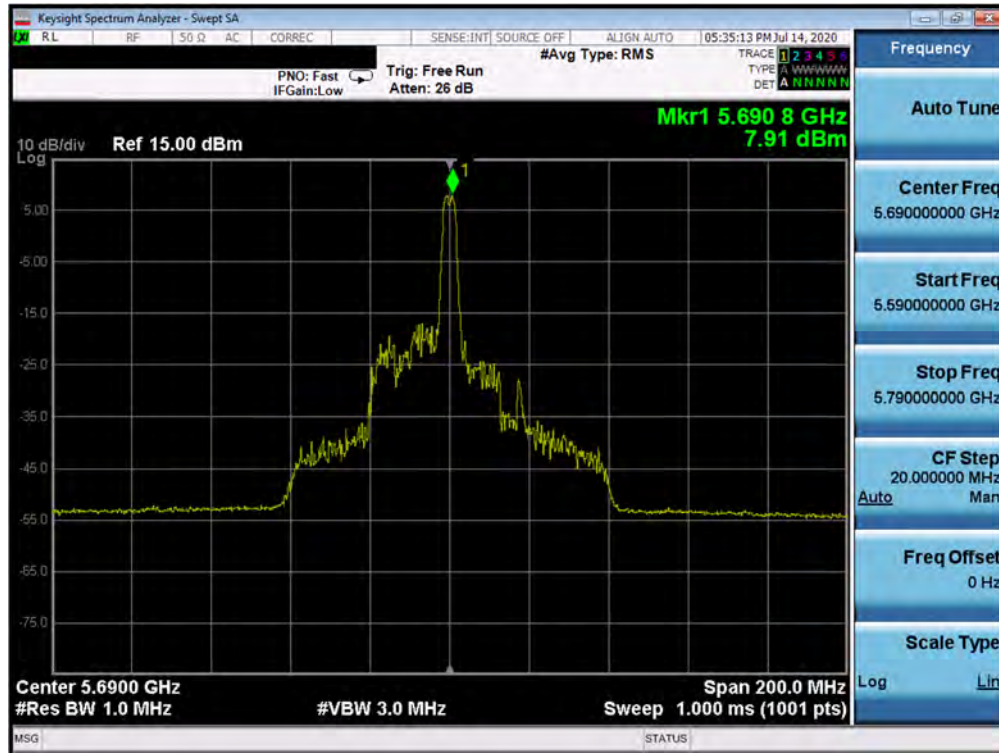 Keysight Spectrum Analyzer - Swept SA
LXI RL RF 50 Ω AC CORREC SENSE:INT SOURCE OFF ALIGN AUTO 05:35:13 PM Jul 14, 2020
#Avg Type: RMS
TRACE 1 2 3 4 5 6
PNO: Fast Trig: Free Run
TYPE A WWWWW
IFGain:Low Atten: 26 dB
DET A N N N N N
Mkr1 5.690 8 GHz
7.91 dBm
10 dB/div Ref 15.00 dBm
Log
1
5.00
-5.00
-15.0
-25.0
-35.0
-45.0
-55.0
-65.0
-75.0
Center 5.6900 GHz Span 200.0 MHz
#Res BW 1.0 MHz #VBW 3.0 MHz Sweep 1.000 ms (1001 pts)
MSG STATUS
Frequency
Auto Tune
Center Freq
5.690000000 GHz
Start Freq
5.590000000 GHz
Stop Freq
5.790000000 GHz
CF Step
20.000000 MHz
Auto Man
Freq Offset
0 Hz
Scale Type
Log Lin